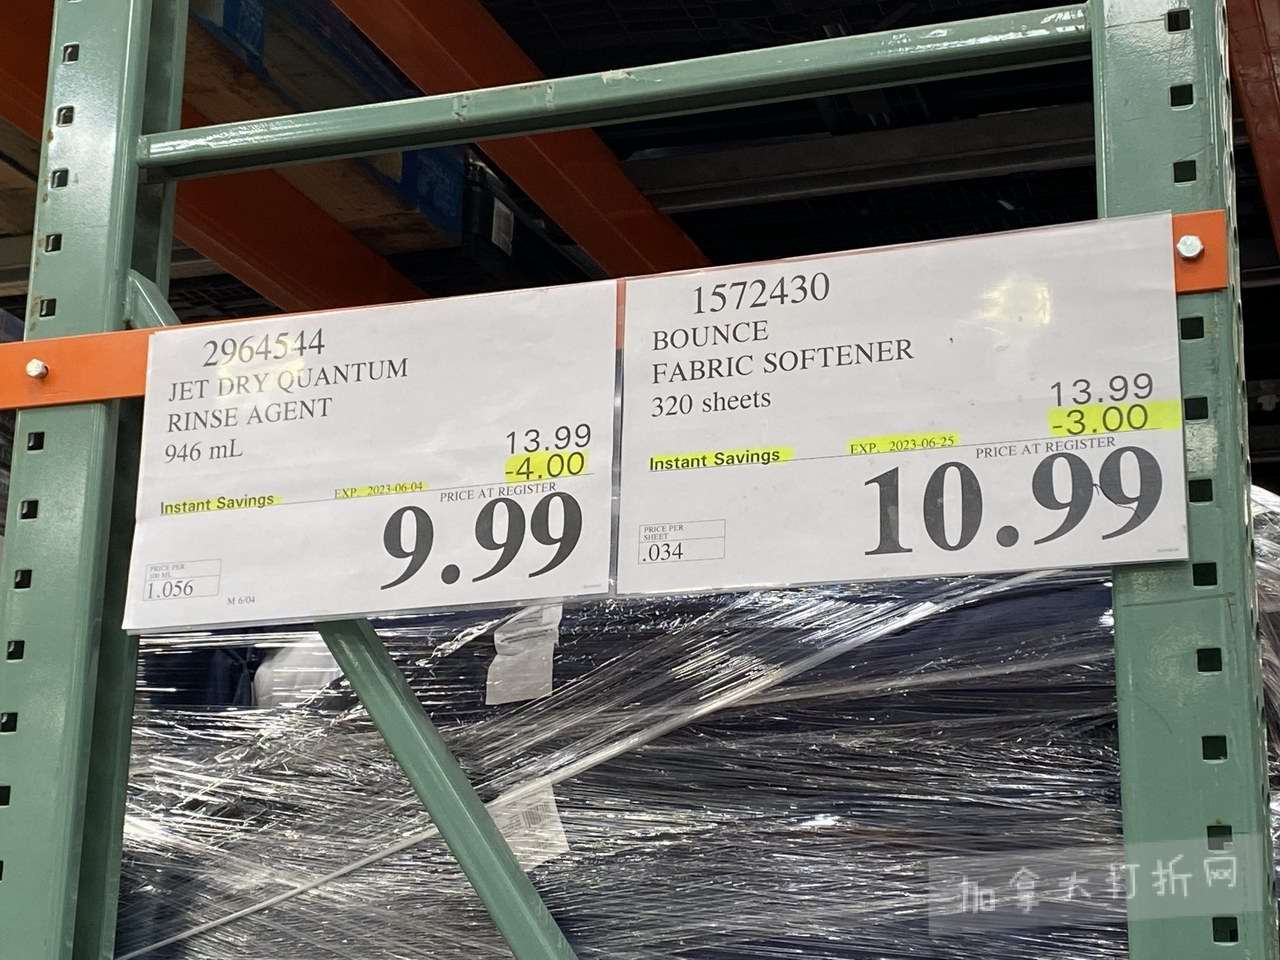 2964544
JET DRY QUANTUM
RINSE AGENT
946 mL
13.99
-4.00
Instant Savings
EXP. 2023-06-04
PRICE AT REGISTER
9.99
PRICE PER
100 ML
1.056
M 6/04
1572430
BOUNCE
FABRIC SOFTENER
320 sheets
13.99
-3.00
Instant Savings
EXP. 2023-06-25
PRICE AT REGISTER
10.99
PRICE PER
SHEET
.034
加拿大打折网